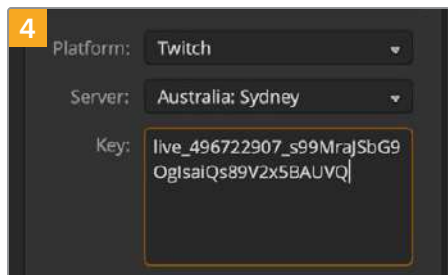 4
Platform: Twitch
Server: Australia: Sydney
Key: live_496722907_s99MraJSbG9
OgIsaiQs89V2x5BAUVQ